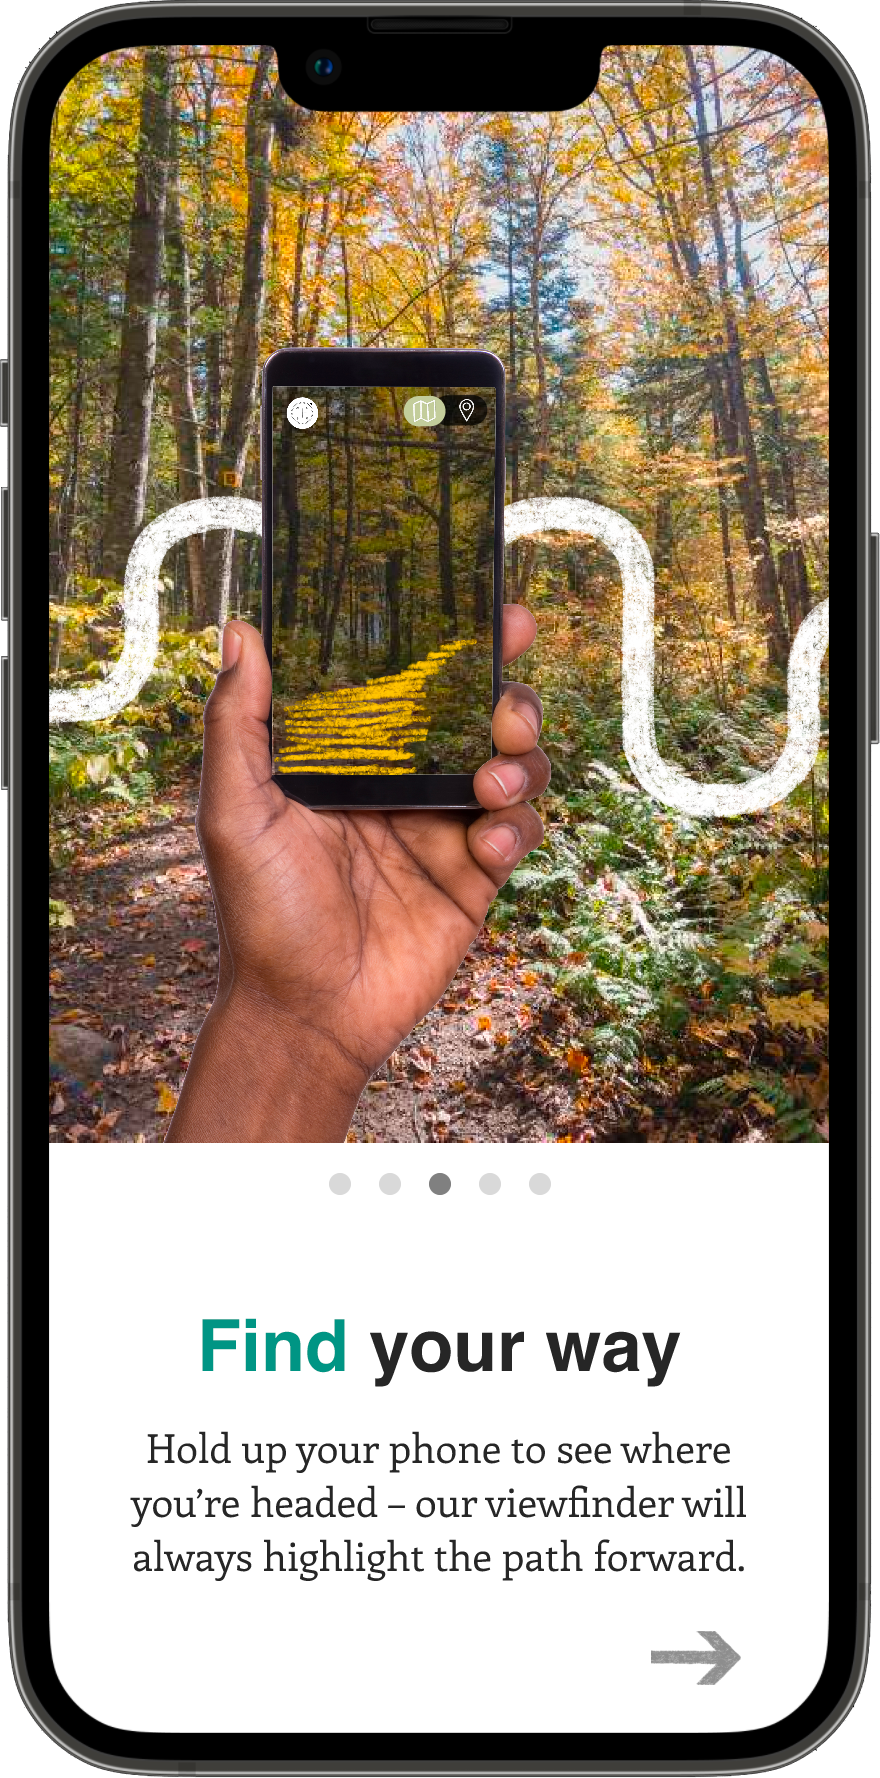 Find your way
Hold up your phone to see where
you’re headed – our viewfinder will
always highlight the path forward.